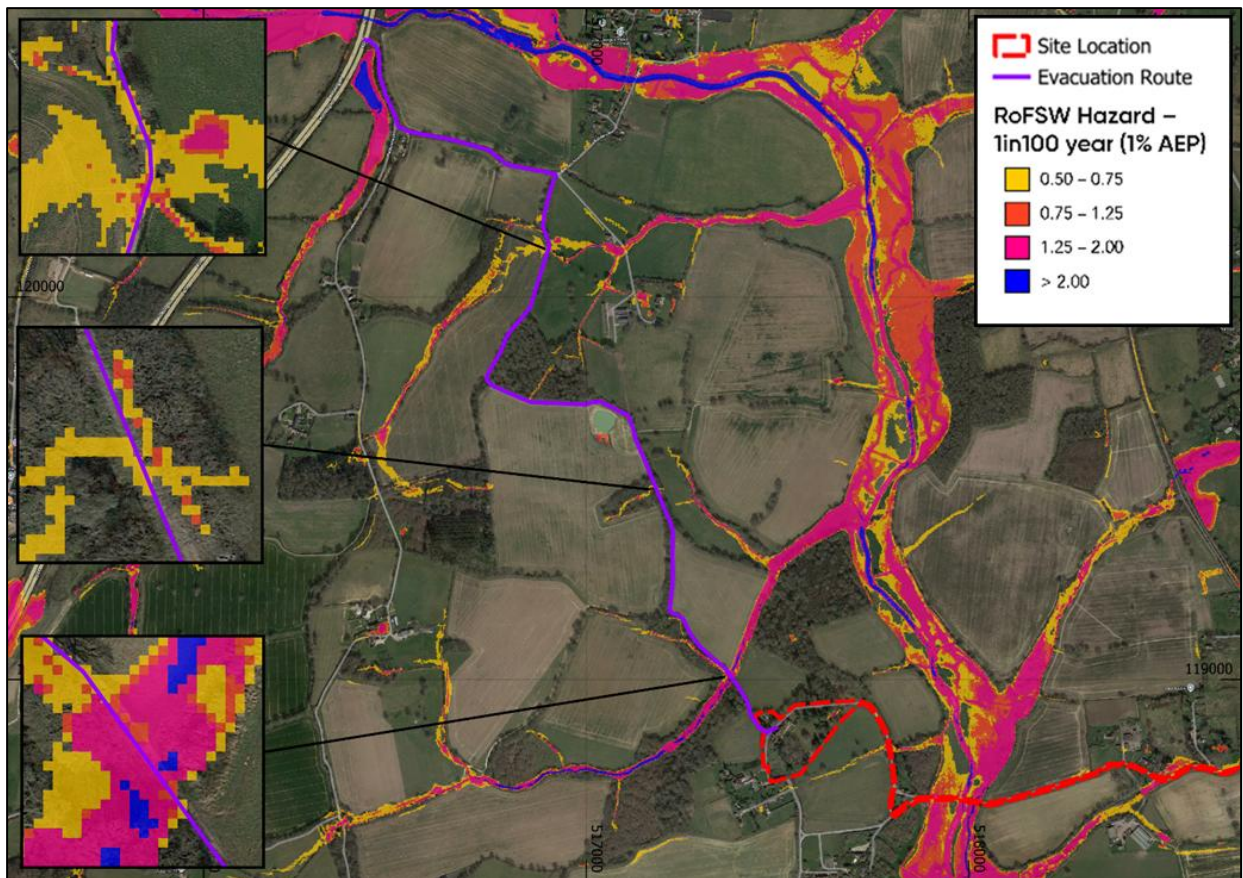 Site Location
Evacuation Route
RoFSW Hazard –
1in100 year (1% AEP)
0.50 – 0.75
0.75 – 1.25
1.25 – 2.00
> 2.00
517000
120000
119000
517000
518000